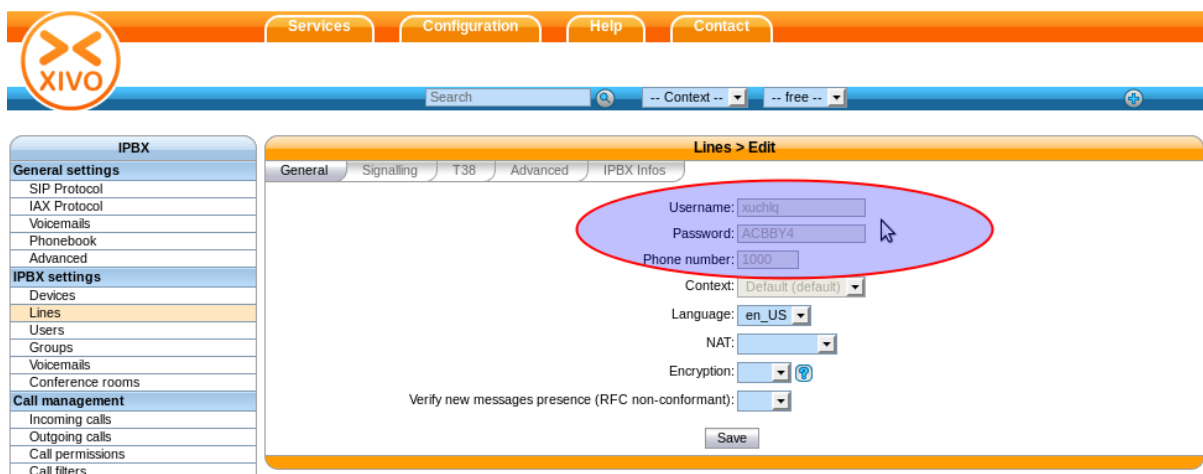 Services Configuration Help Contact
XIVO
Search -- Context -- -- free --
IPBX
General settings
SIP Protocol
IAX Protocol
Voicemails
Phonebook
Advanced
IPBX settings
Devices
Lines
Users
Groups
Voicemails
Conference rooms
Call management
Incoming calls
Outgoing calls
Call permissions
Call filters
Lines > Edit
General Signalling T38 Advanced IPBX Infos
Username: xuchlq
Password: ACBBY4
Phone number: 1000
Context: Default (default)
Language: en_US
NAT:
Encryption: ?
Verify new messages presence (RFC non-conformant):
Save